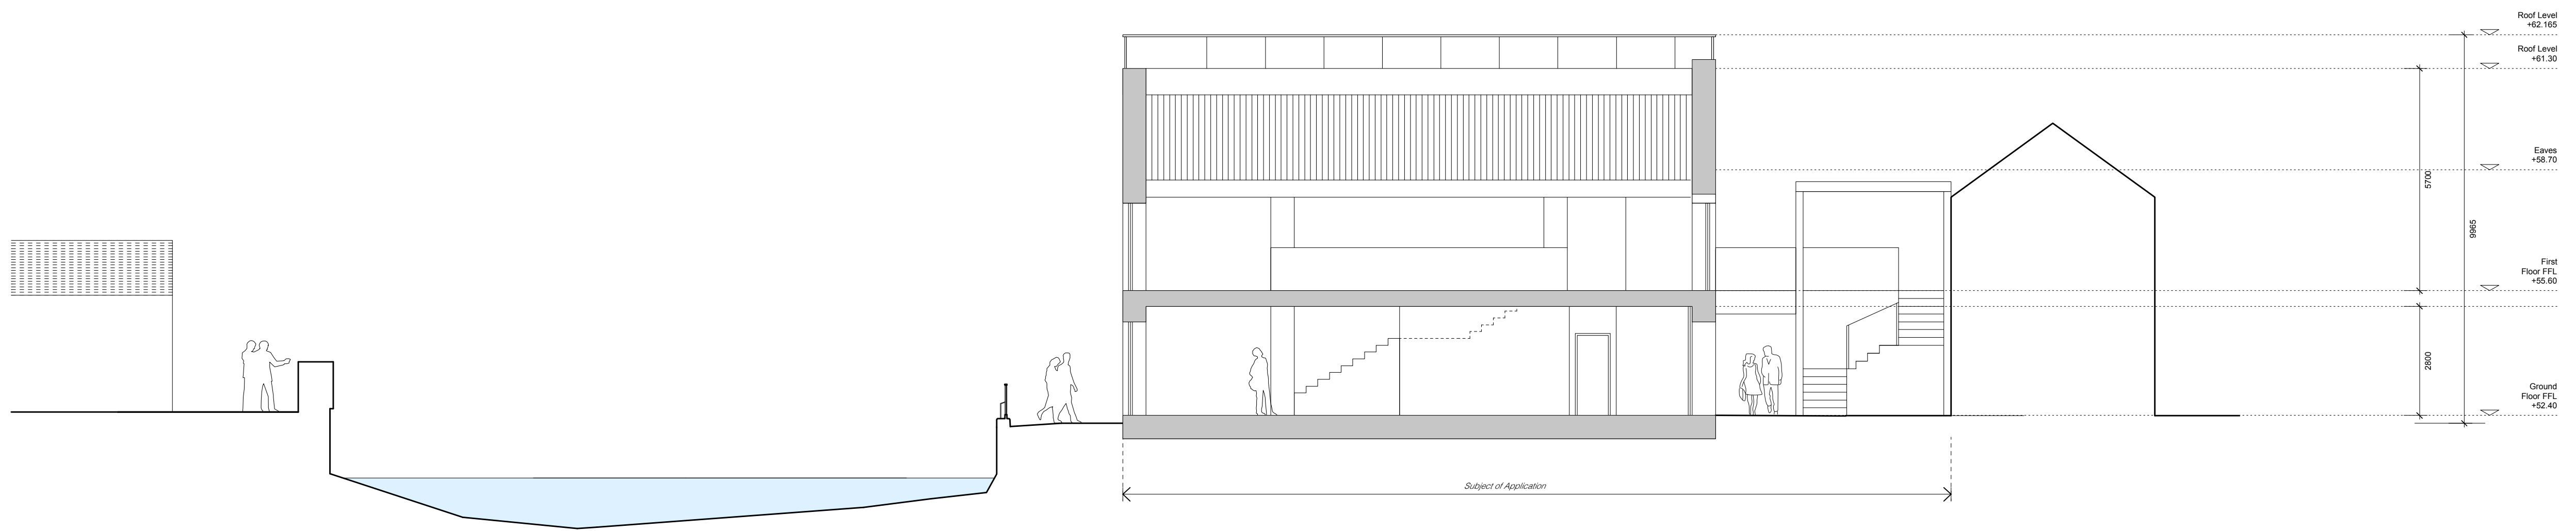 Roof Level
+62.165
Roof Level
+61.30
Eaves
+58.70
5700
9965
First
Floor FFL
+55.60
2800
Ground
Floor FFL
+52.40
Subject of Application